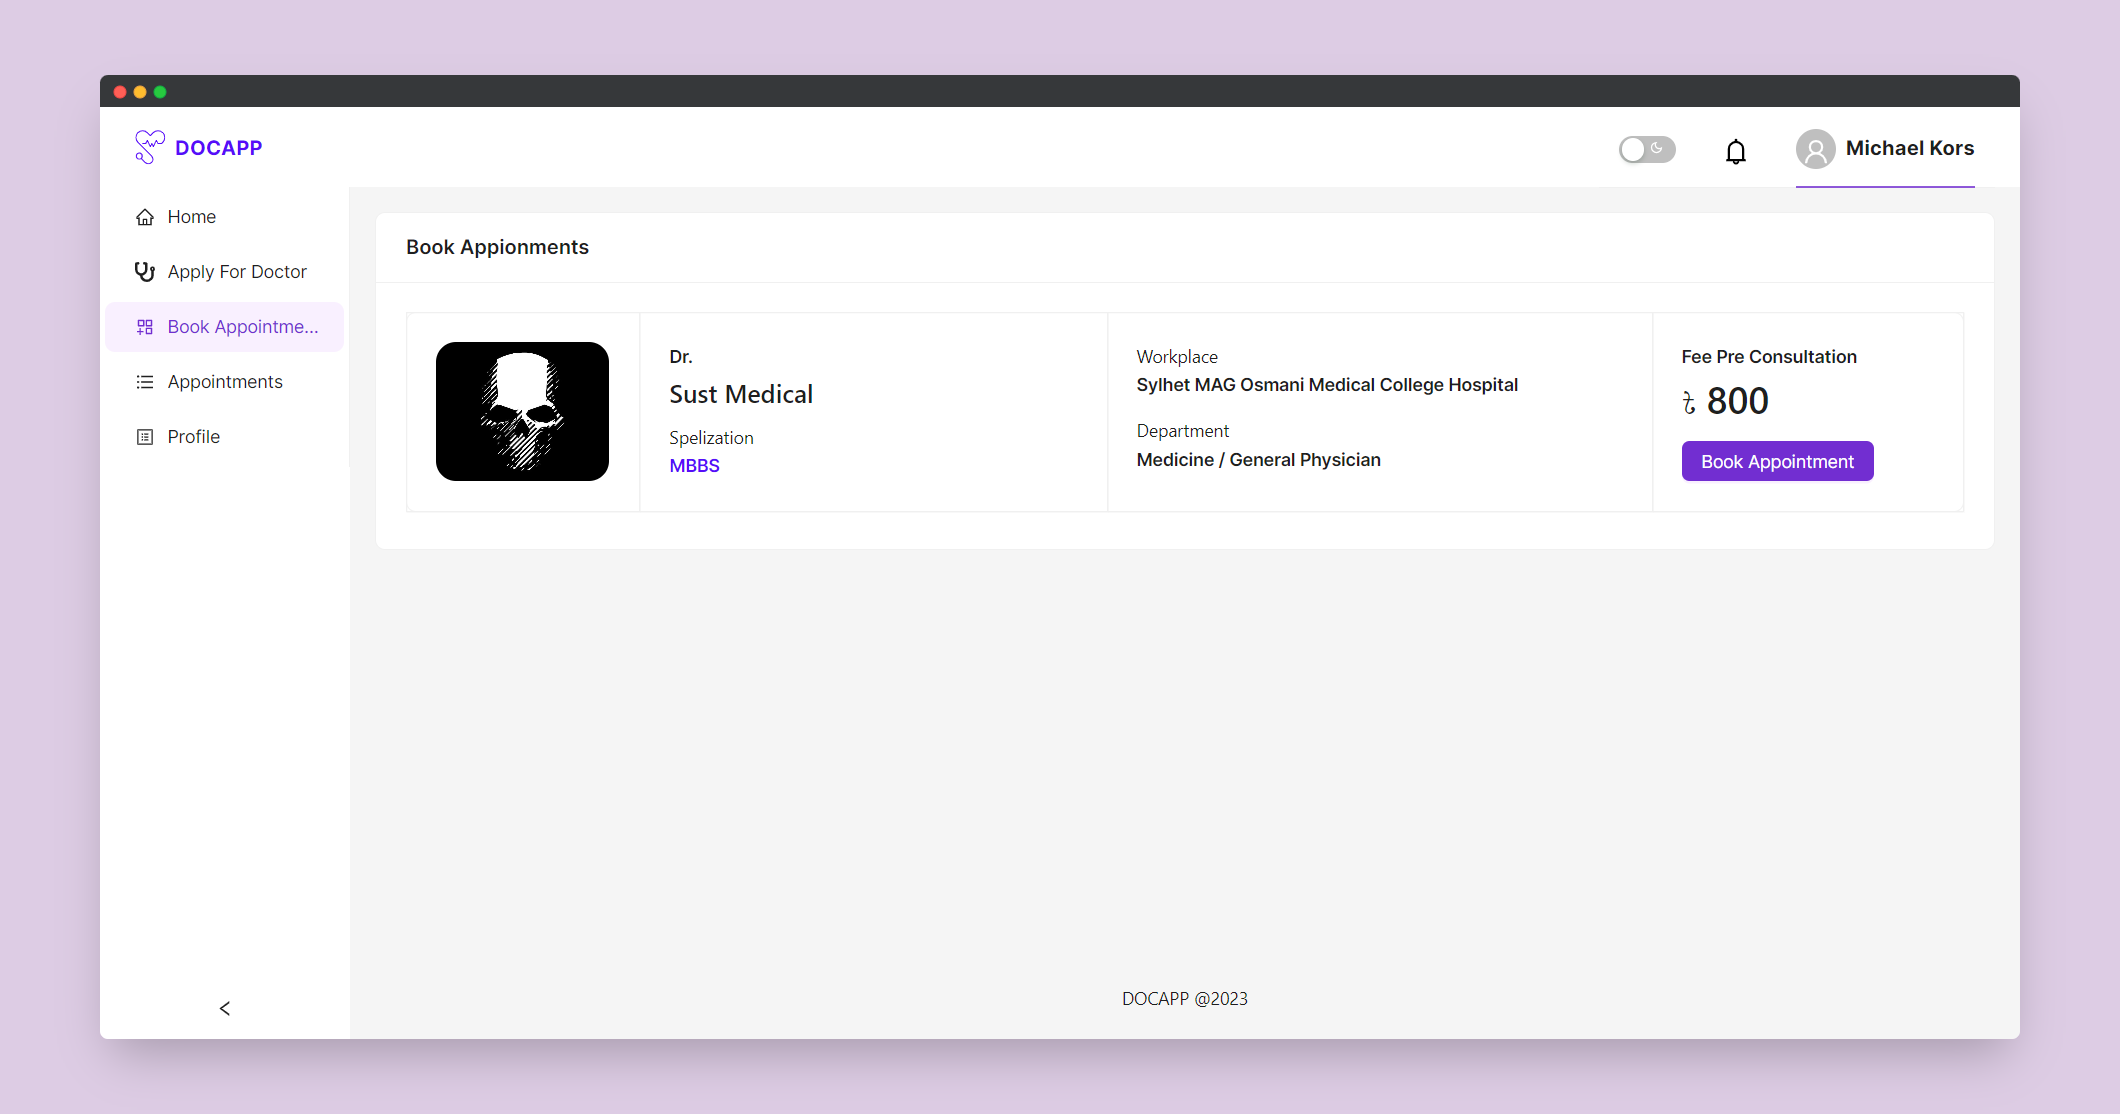 DOCAPP
Michael Kors
Home
Apply For Doctor
Book Appointme...
Appointments
Profile
Book Appionments
Dr.
Sust Medical
Spelization
MBBS
Workplace
Sylhet MAG Osmani Medical College Hospital
Department
Medicine / General Physician
Fee Pre Consultation
৳ 800
Book Appointment
DOCAPP @2023